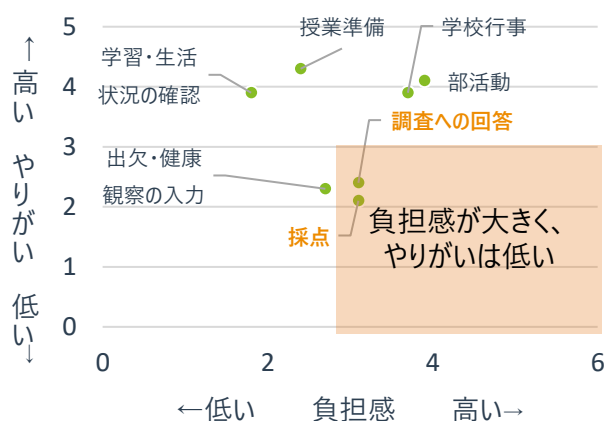 5
4
3
2
1
0
0
2
4
6
↑高い やりがい 低い↓
←低い 負担感 高い→
学習・生活
状況の確認
授業準備
学校行事
部活動
調査への回答
出欠・健康
観察の入力
採点
負担感が大きく、
やりがいは低い